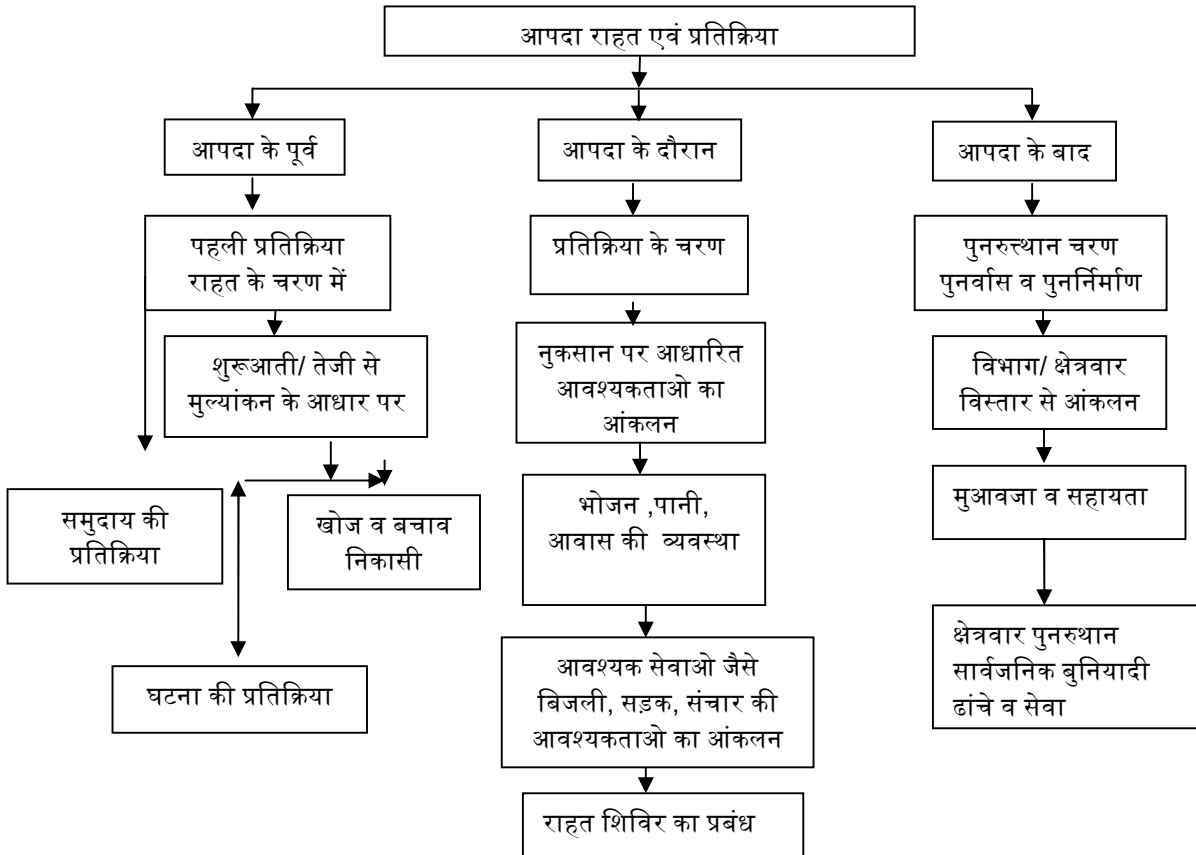 आपदा राहत एवं प्रतिक्रिया
आपदा के पूर्व
आपदा के दौरान
आपदा के बाद
पहली प्रतिक्रिया
राहत के चरण में
प्रतिक्रिया के चरण
पुनरुत्त्थान चरण
पुनर्वास व पुनर्निर्माण
शुरूआती/ तेजी से
मुल्यांकन के आधार पर
नुकसान पर आधारित
आवश्यकताओ का
आंकलन
विभाग/ क्षेत्रवार
विस्तार से आंकलन
समुदाय की
प्रतिक्रिया
खोज व बचाव
निकासी
भोजन ,पानी,
आवास की व्यवस्था
मुआवजा व सहायता
घटना की प्रतिक्रिया
आवश्यक सेवाओ जैसे
बिजली, सड़क, संचार की
आवश्यकताओ का आंकलन
क्षेत्रवार पुनरुथान
सार्वजनिक बुनियादी
ढांचे व सेवा
राहत शिविर का प्रबंध